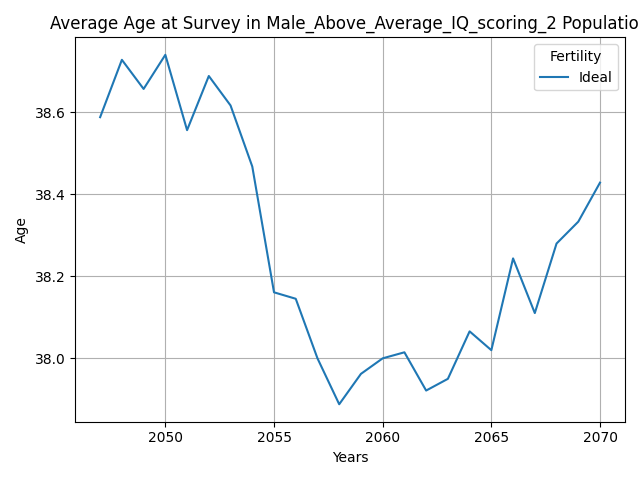 Average Age at Survey in Male_Above_Average_IQ_scoring_2 Populatio
Fertility
Ideal
Age
38.6
38.4
38.2
38.0
2050 2055 2060 2065 2070
Years